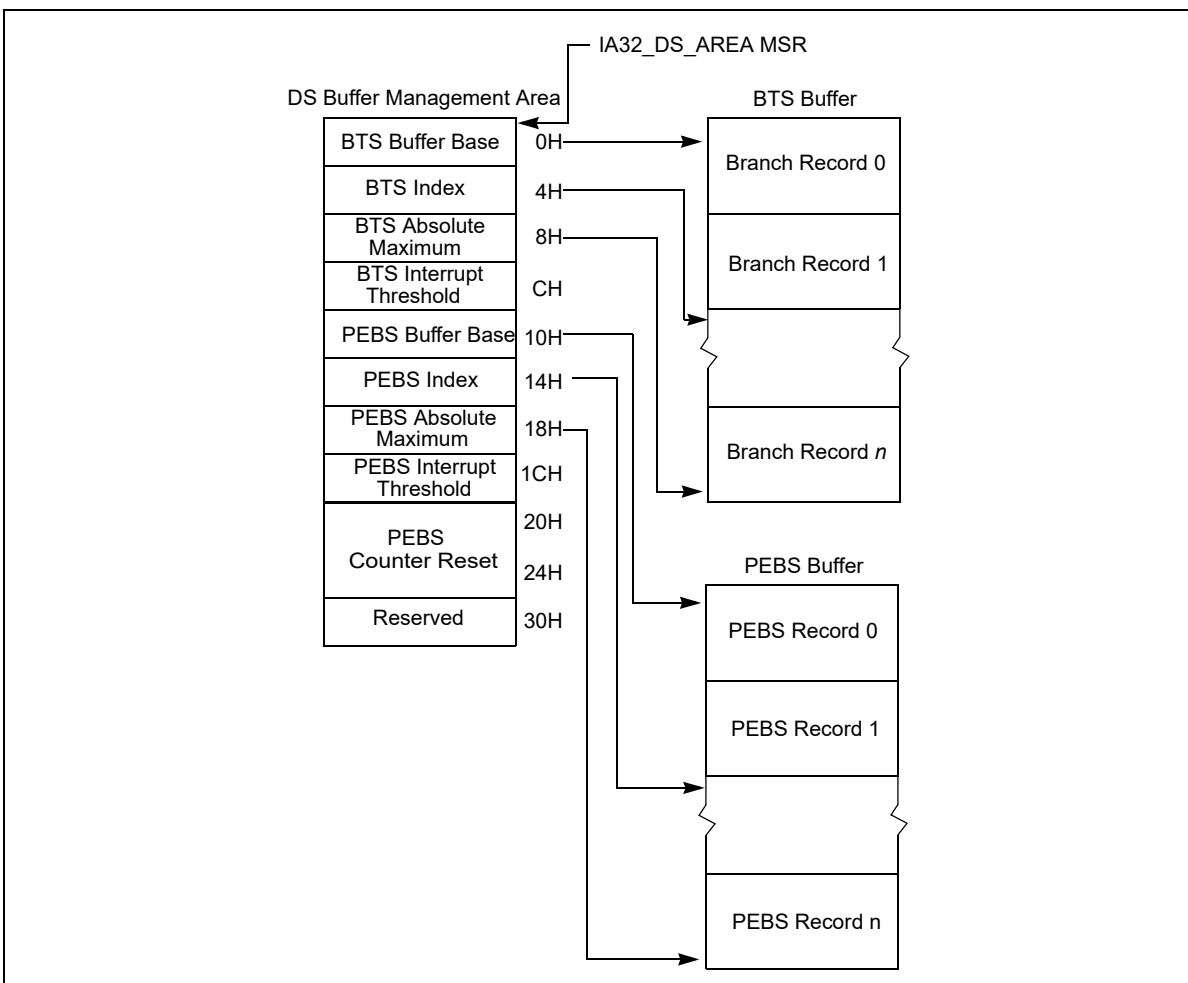 IA32_DS_AREA MSR
DS Buffer Management Area
BTS Buffer Base
0H
BTS Index
4H
BTS Absolute
Maximum
8H
BTS Interrupt
Threshold
CH
PEBS Buffer Base
10H
PEBS Index
14H
PEBS Absolute
Maximum
18H
PEBS Interrupt
Threshold
1CH
PEBS
Counter Reset
20H
24H
Reserved
30H
BTS Buffer
Branch Record 0
Branch Record 1
Branch Record n
PEBS Buffer
PEBS Record 0
PEBS Record 1
PEBS Record n